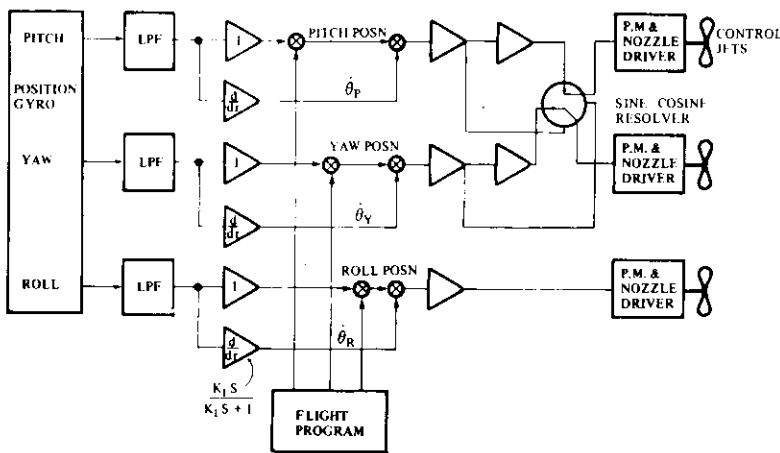 PITCH
POSITION
GYRO
YAW
ROLL
LPF
LPF
LPF
1
d/dt
1
d/dt
1
d/dt
K₁ S
K₁ S + 1
PITCH POSN
θ̇P
YAW POSN
θ̇Y
ROLL POSN
θ̇R
FLIGHT
PROGRAM
SINE COSINE
RESOLVER
P.M &
NOZZLE
DRIVER
CONTROL
JETS
P.M. &
NOZZLE
DRIVER
P.M. &
NOZZLE
DRIVER